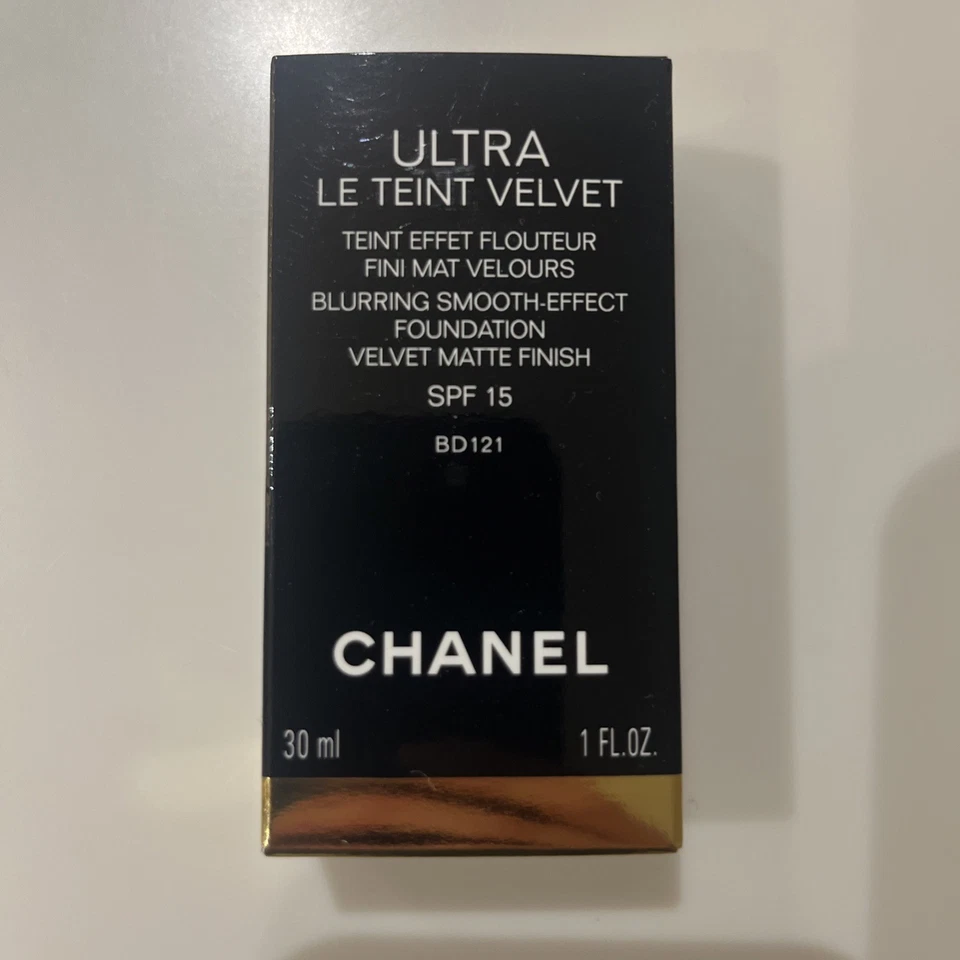 ULTRA
LE TEINT VELVET
TEINT EFFET FLOUTEUR
FINI MAT VELOURS
BLURRING SMOOTH-EFFECT
FOUNDATION
VELVET MATTE FINISH
SPF 15
BD121
CHANEL
30 ml 1 FL.OZ.